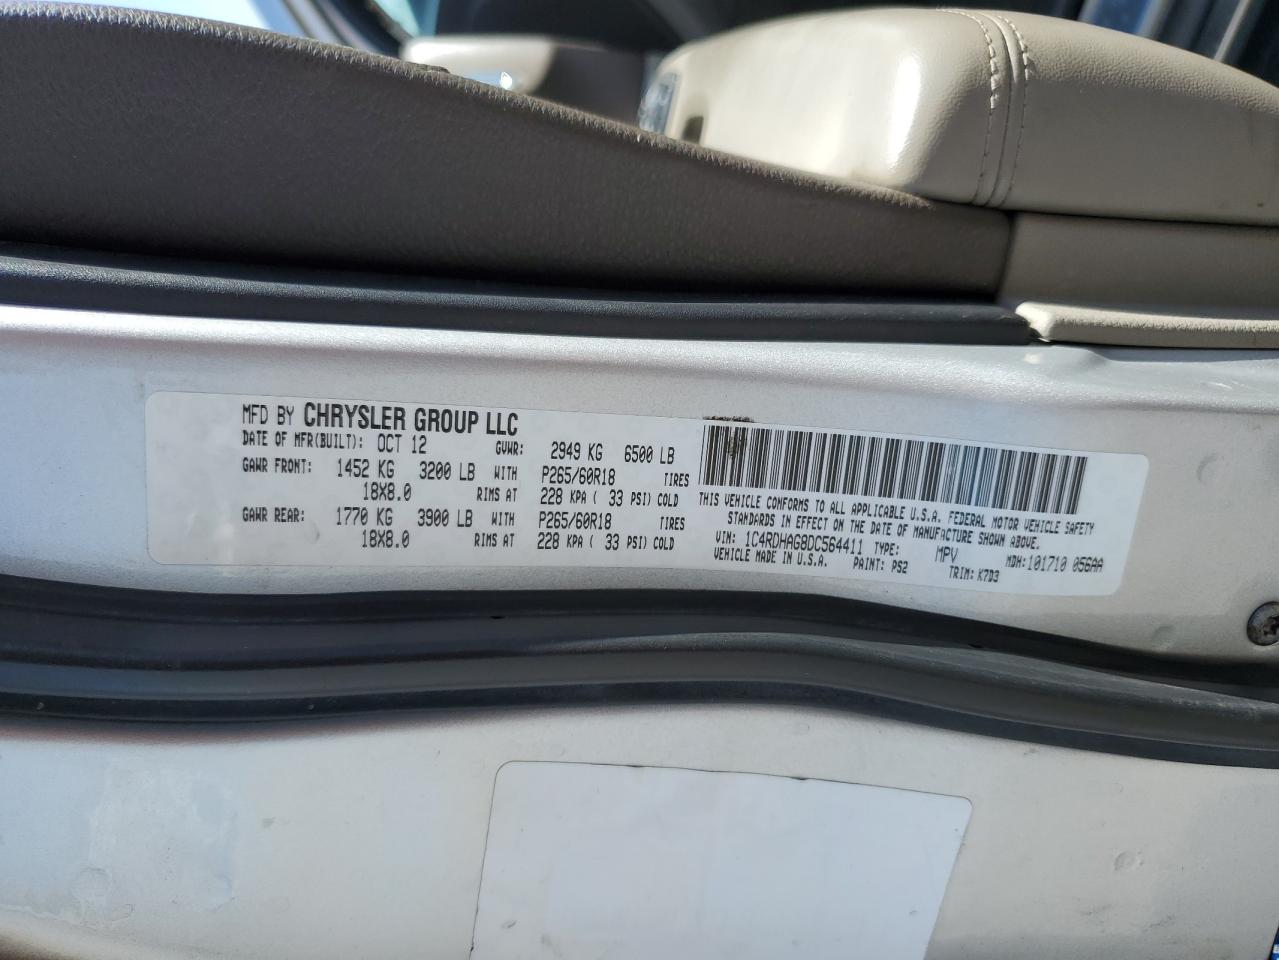 MFD BY CHRYSLER GROUP LLC
DATE OF MFR(BUILT): OCT 12 GVWR: 2949 KG 6500 LB
GAWR FRONT: 1452 KG 3200 LB WITH P265/60R18 TIRES
18X8.0 RIMS AT 228 KPA ( 33 PSI) COLD
GAWR REAR: 1770 KG 3900 LB WITH P265/60R18 TIRES
18X8.0 RIMS AT 228 KPA ( 33 PSI) COLD
THIS VEHICLE CONFORMS TO ALL APPLICABLE U.S.A. FEDERAL MOTOR VEHICLE SAFETY
STANDARDS IN EFFECT ON THE DATE OF MANUFACTURE SHOWN ABOVE.
VIN: 1C4RDHAG8DC564411 TYPE: MPV MDH:101710 056AA
VEHICLE MADE IN U.S.A. PAINT: PS2 TRIM: K7D3